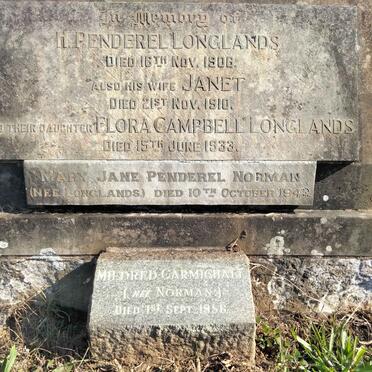 In Memory of
H. PENDEREL LONGLANDS
DIED 16TH NOV. 1906.
ALSO HIS WIFE JANET
DIED 21ST NOV. 1910.
THEIR DAUGHTER FLORA CAMPBELL LONGLANDS
DIED 15TH JUNE 1933.
MARY JANE PENDEREL NORMAN
(NEE LONGLANDS) DIED 10TH OCTOBER 1943
MILDRED CARMICHAEL
(NEE NORMAN)
DIED 1ST SEPT. 1956.